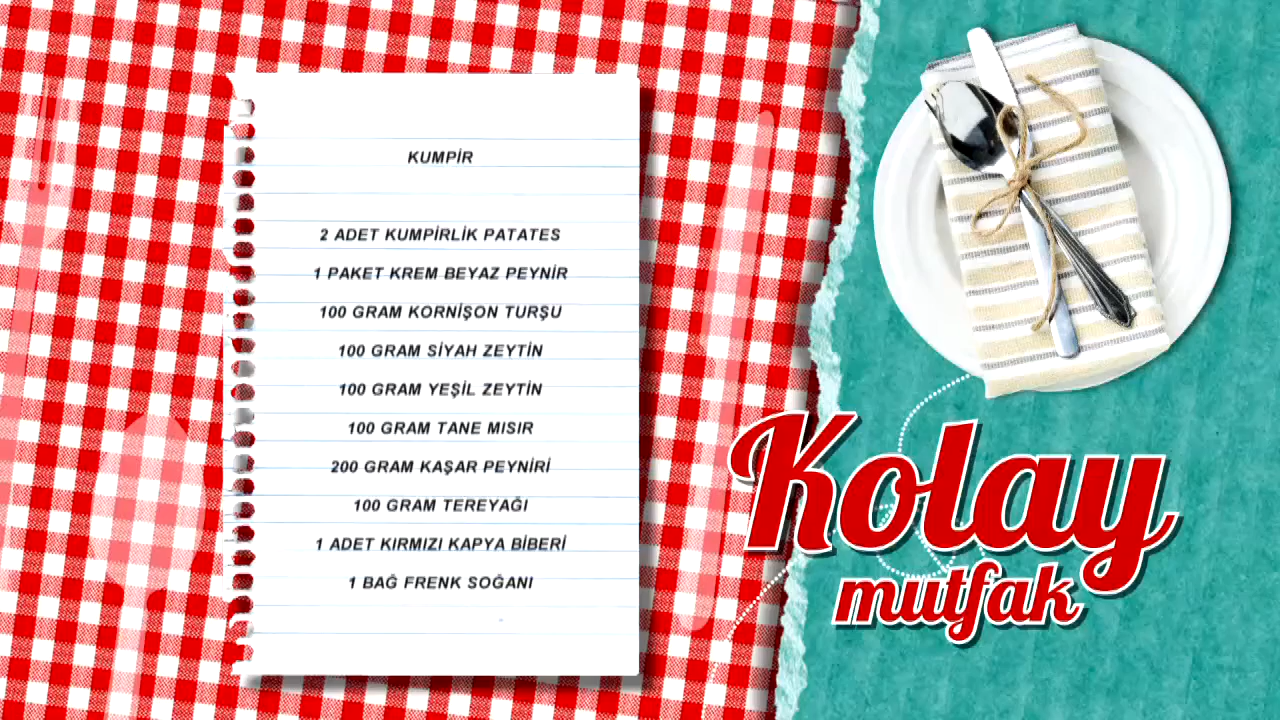 KUMPİR
2 ADET KUMPİRLİK PATATES
1 PAKET KREM BEYAZ PEYNİR
100 GRAM KORNİŞON TURŞU
100 GRAM SİYAH ZEYTİN
100 GRAM YEŞİL ZEYTİN
100 GRAM TANE MISIR
200 GRAM KAŞAR PEYNİRİ
100 GRAM TEREYAĞI
1 ADET KIRMIZI KAPYA BİBERİ
1 BAĞ FRENK SOĞANI
Kolay
mutfak